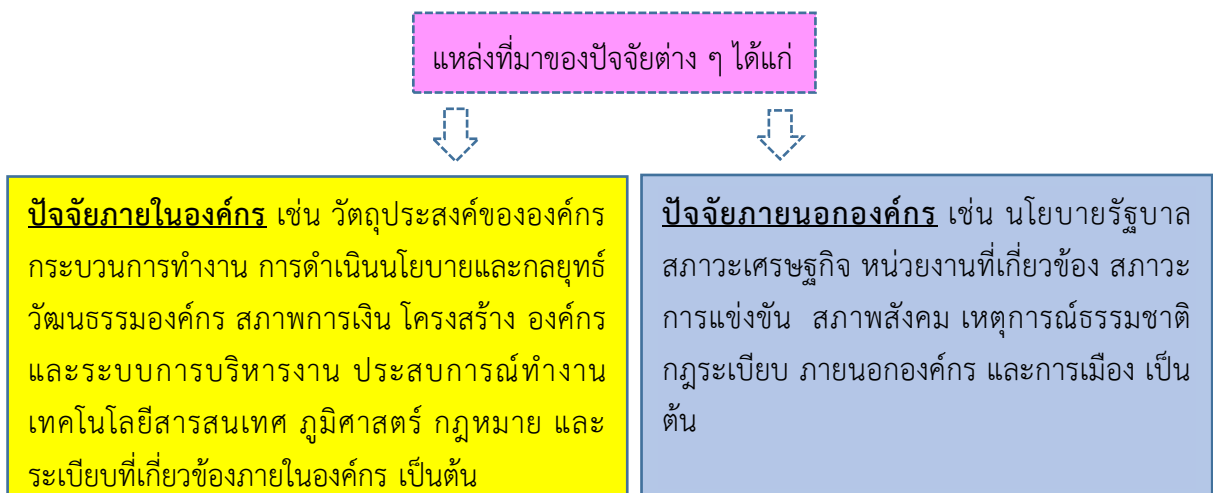 แหล่งที่มาของปัจจัยต่าง ๆ ได้แก่
ปัจจัยภายในองค์กร เช่น วัตถุประสงค์ขององค์กร
กระบวนการทำงาน การดำเนินนโยบายและกลยุทธ์
วัฒนธรรมองค์กร สภาพการเงิน โครงสร้าง องค์กร
และระบบการบริหารงาน ประสบการณ์ทำงาน
เทคโนโลยีสารสนเทศ ภูมิศาสตร์ กฎหมาย และ
ระเบียบที่เกี่ยวข้องภายในองค์กร เป็นต้น
ปัจจัยภายนอกองค์กร เช่น นโยบายรัฐบาล
สภาวะเศรษฐกิจ หน่วยงานที่เกี่ยวข้อง สภาวะ
การแข่งขัน สภาพสังคม เหตุการณ์ธรรมชาติ
กฎระเบียบ ภายนอกองค์กร และการเมือง เป็น
ต้น